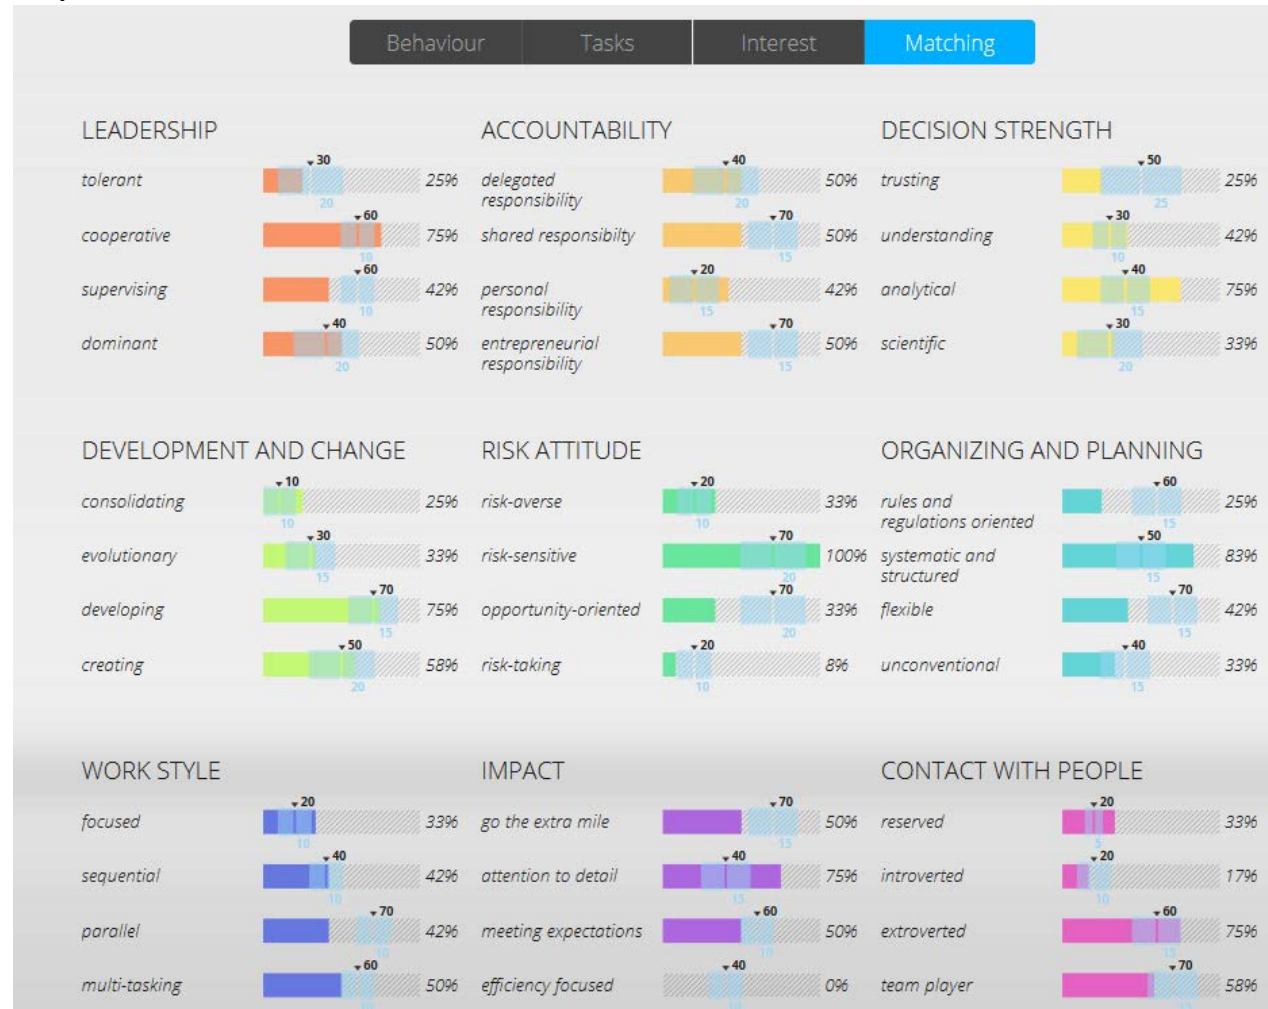 Behaviour Tasks Interest Matching
LEADERSHIP
30
tolerant 25%
20
60
cooperative 75%
10
60
supervising 42%
10
40
dominant 50%
20
ACCOUNTABILITY
40
delegated 50%
responsibility
20
70
shared responsibilty 50%
15
20
personal 42%
responsibility
15
70
entrepreneurial 50%
responsibility
15
DECISION STRENGTH
50
trusting 25%
25
30
understanding 42%
10
40
analytical 75%
15
30
scientific 33%
20
DEVELOPMENT AND CHANGE
10
consolidating 25%
10
30
evolutionary 33%
15
70
developing 75%
15
50
creating 58%
20
RISK ATTITUDE
20
risk-averse 33%
10
70
risk-sensitive 100%
20
70
opportunity-oriented 33%
20
20
risk-taking 8%
10
ORGANIZING AND PLANNING
60
rules and 25%
regulations oriented
15
50
systematic and 83%
structured
15
70
flexible 42%
15
40
unconventional 33%
15
WORK STYLE
20
focused 33%
10
40
sequential 42%
10
70
parallel 42%
10
60
multi-tasking 50%
IMPACT
70
go the extra mile 50%
15
40
attention to detail 75%
15
60
meeting expectations 50%
10
40
efficiency focused 0%
CONTACT WITH PEOPLE
20
reserved 33%
5
20
introverted 17%
10
60
extroverted 75%
15
70
team player 58%